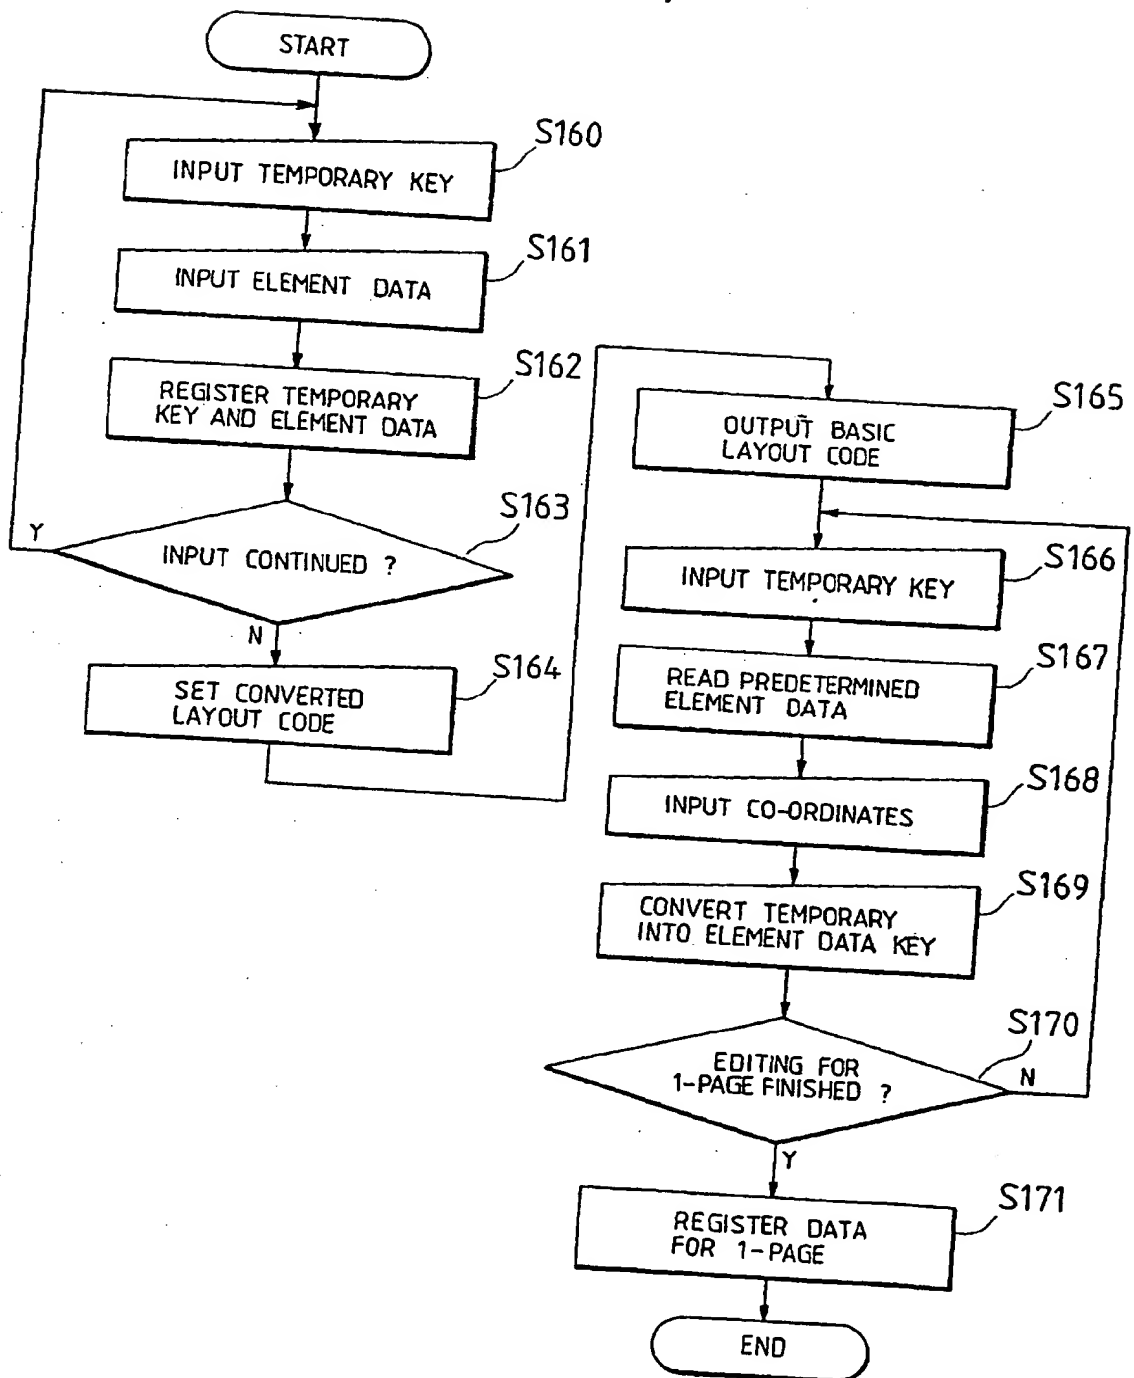 START
S160
INPUT TEMPORARY KEY
S161
INPUT ELEMENT DATA
S162
REGISTER TEMPORARY
KEY AND ELEMENT DATA
S163
Y
INPUT CONTINUED ?
N
S164
SET CONVERTED
LAYOUT CODE
S165
OUTPUT BASIC
LAYOUT CODE
S166
INPUT TEMPORARY KEY
S167
READ PREDETERMINED
ELEMENT DATA
S168
INPUT CO-ORDINATES
S169
CONVERT TEMPORARY
INTO ELEMENT DATA KEY
S170
EDITING FOR
1-PAGE FINISHED ?
N
Y
S171
REGISTER DATA
FOR 1-PAGE
END